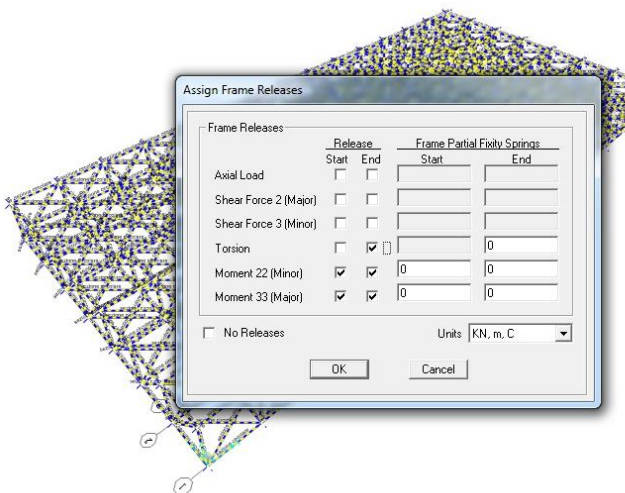 Assign Frame Releases
Frame Releases
Release Frame Partial Fixity Springs
Start End Start End
Axial Load
Shear Force 2 (Major)
Shear Force 3 (Minor)
Torsion 0
Moment 22 (Minor) 0 0
Moment 33 (Major) 0 0
No Releases Units KN, m, C
OK Cancel